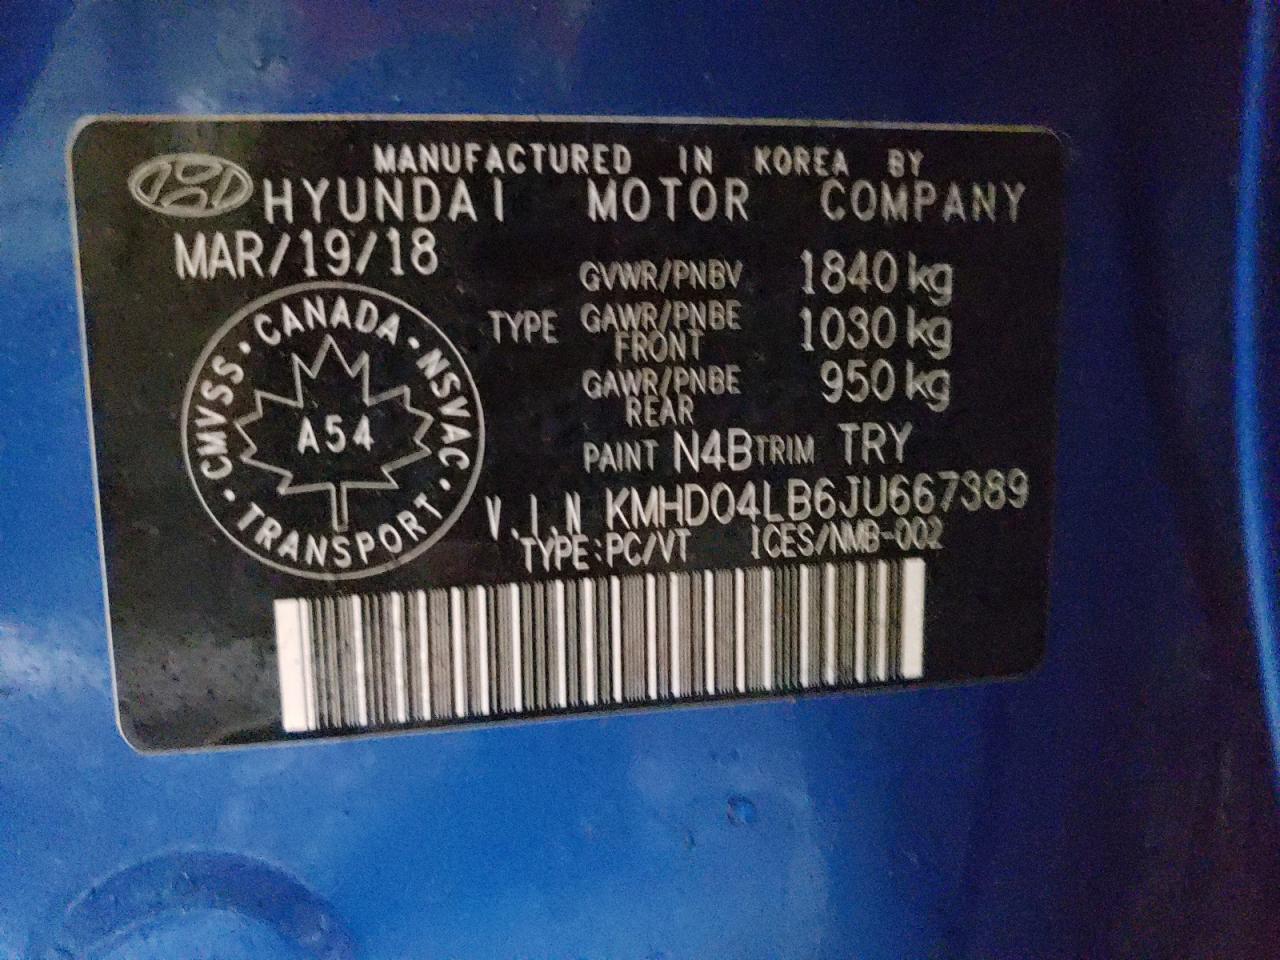 MANUFACTURED IN KOREA BY
HYUNDAI MOTOR COMPANY
MAR/19/18
GVWR/PNBV 1840 kg
TYPE GAWR/PNBE FRONT 1030 kg
GAWR/PNBE REAR 950 kg
PAINT N4B TRIM TRY
V.I.N KMHD04LB6JU667389
TYPE:PC/VT ICES/NMB-002
CMVSS · CANADA · NSVAC · TRANSPORT ·
A54